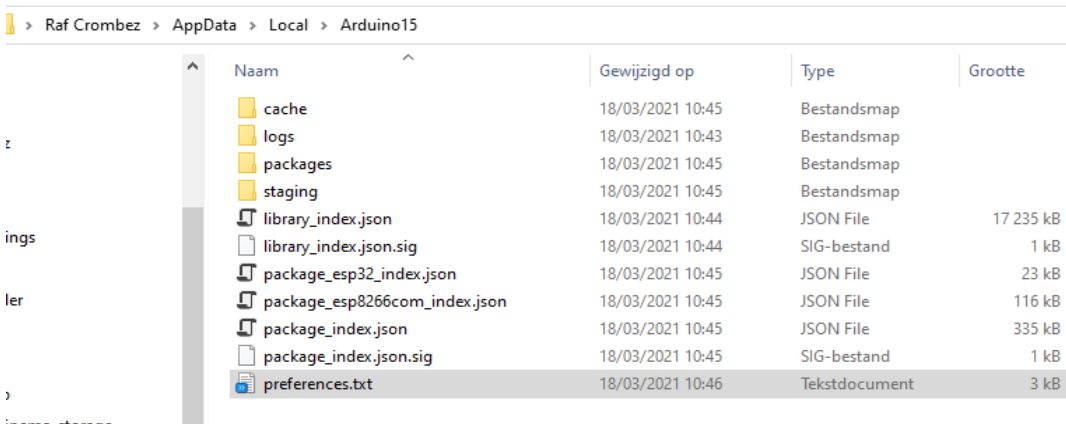 > Raf Crombez > AppData > Local > Arduino15
Naam Gewijzigd op Type Grootte
cache 18/03/2021 10:45 Bestandsmap
logs 18/03/2021 10:43 Bestandsmap
packages 18/03/2021 10:45 Bestandsmap
staging 18/03/2021 10:45 Bestandsmap
library_index.json 18/03/2021 10:44 JSON File 17 235 kB
ings
library_index.json.sig 18/03/2021 10:44 SIG-bestand 1 kB
package_esp32_index.json 18/03/2021 10:45 JSON File 23 kB
ler
package_esp8266com_index.json 18/03/2021 10:45 JSON File 116 kB
package_index.json 18/03/2021 10:45 JSON File 335 kB
package_index.json.sig 18/03/2021 10:45 SIG-bestand 1 kB
preferences.txt 18/03/2021 10:46 Tekstdocument 3 kB